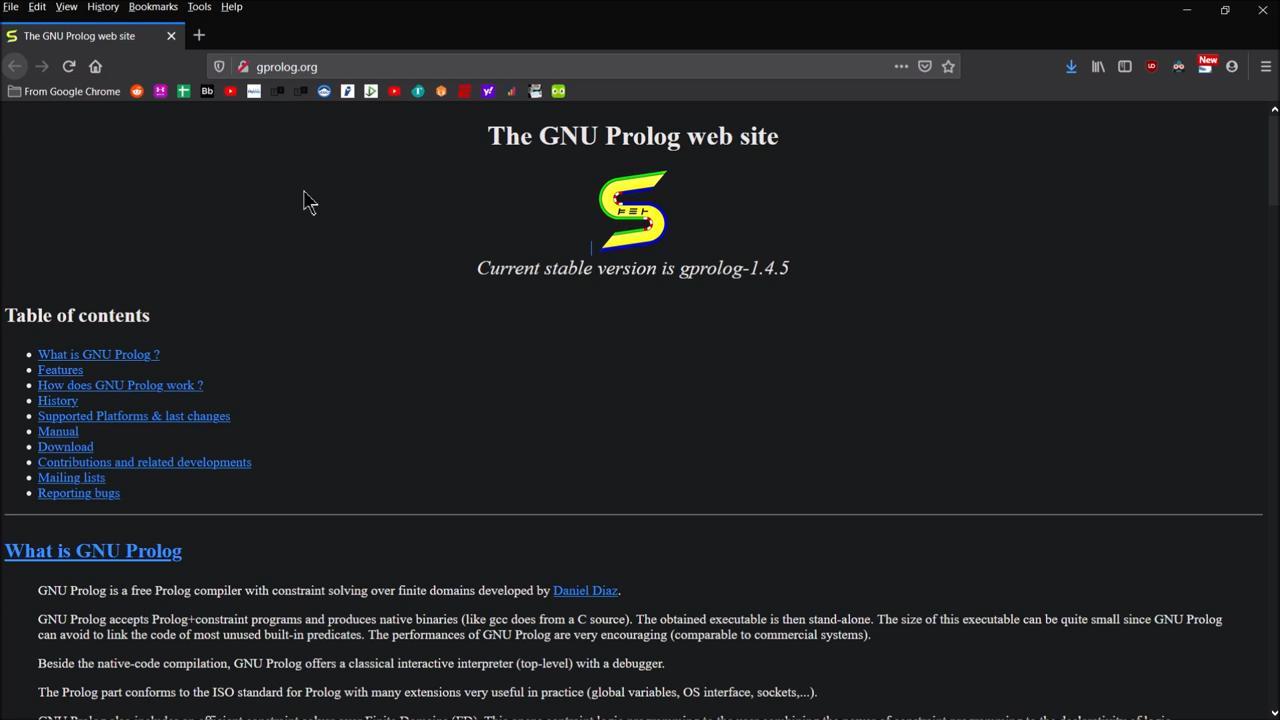 File Edit View History Bookmarks Tools Help
The GNU Prolog web site
gprolog.org
New
From Google Chrome
Bb
The GNU Prolog web site
Current stable version is gprolog-1.4.5
Table of contents
What is GNU Prolog ?
Features
How does GNU Prolog work ?
History
Supported Platforms & last changes
Manual
Download
Contributions and related developments
Mailing lists
Reporting bugs
What is GNU Prolog
GNU Prolog is a free Prolog compiler with constraint solving over finite domains developed by Daniel Diaz.
GNU Prolog accepts Prolog+constraint programs and produces native binaries (like gcc does from a C source). The obtained executable is then stand-alone. The size of this executable can be quite small since GNU Prolog
can avoid to link the code of most unused built-in predicates. The performances of GNU Prolog are very encouraging (comparable to commercial systems).
Beside the native-code compilation, GNU Prolog offers a classical interactive interpreter (top-level) with a debugger.
The Prolog part conforms to the ISO standard for Prolog with many extensions very useful in practice (global variables, OS interface, sockets,...).